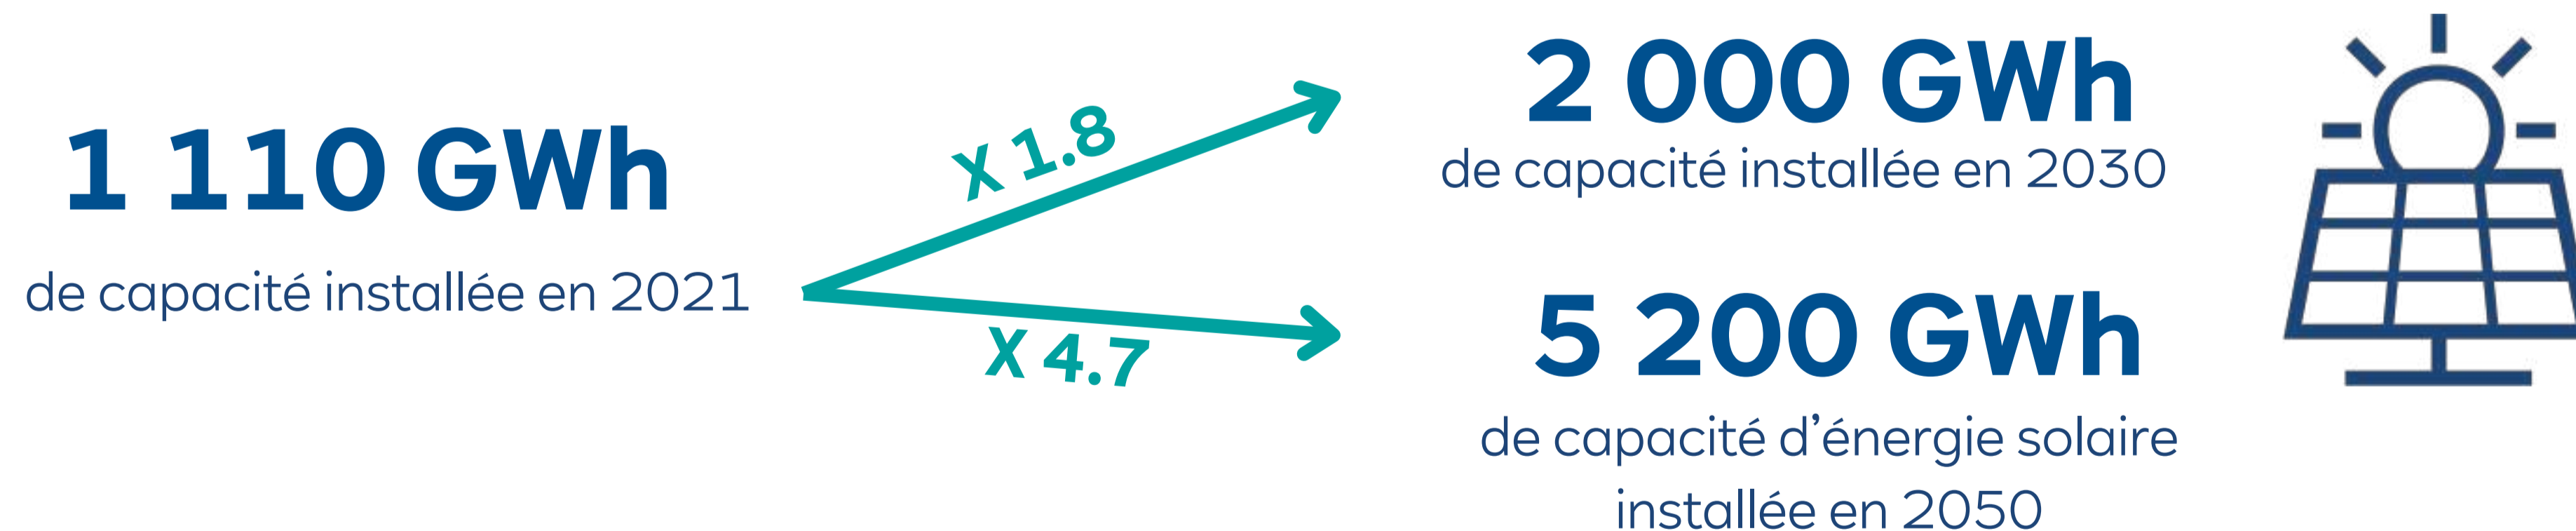 1 110 GWh
de capacité installée en 2021
X 1.8
X 4.7
2 000 GWh
de capacité installée en 2030
5 200 GWh
de capacité d’énergie solaire
installée en 2050